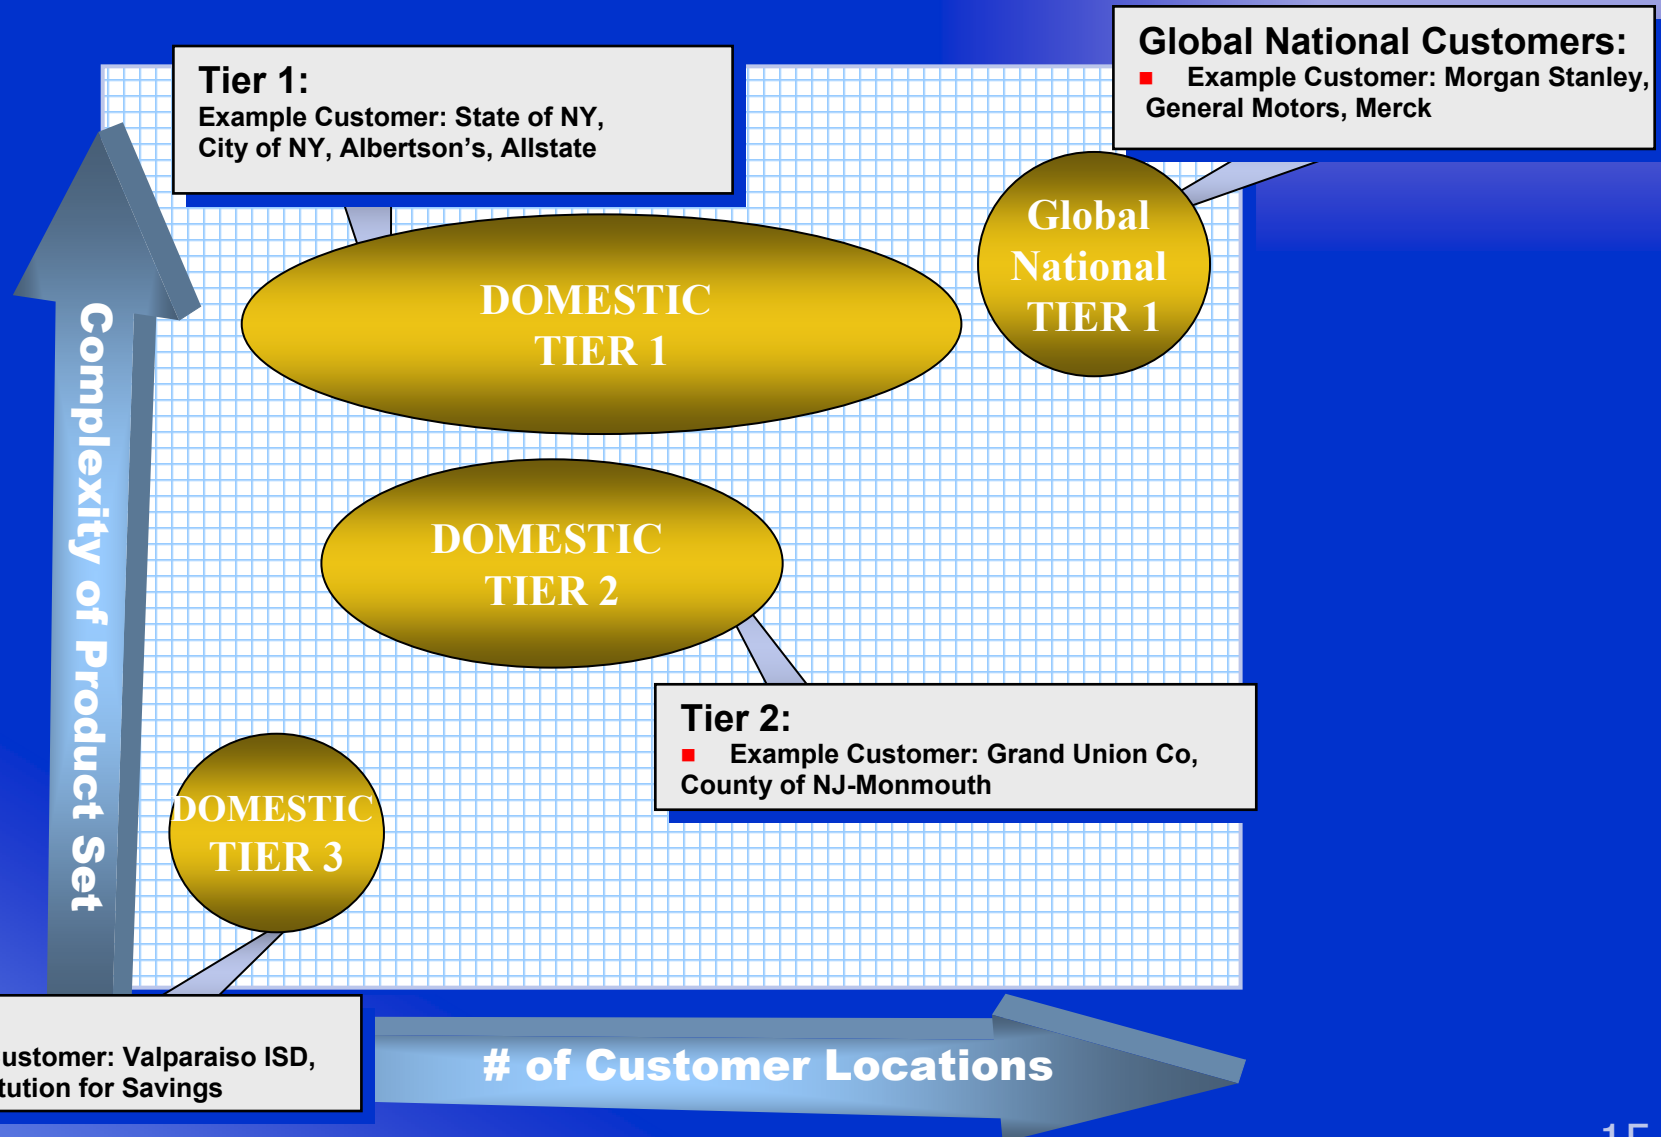 Tier 1:
Example Customer: State of NY,
City of NY, Albertson’s, Allstate
Global National Customers:
Example Customer: Morgan Stanley,
General Motors, Merck
Global
National
TIER 1
DOMESTIC
TIER 1
DOMESTIC
TIER 2
Tier 2:
Example Customer: Grand Union Co,
County of NJ-Monmouth
DOMESTIC
TIER 3
Complexity of Product Set
ustomer: Valparaiso ISD,
tution for Savings
# of Customer Locations